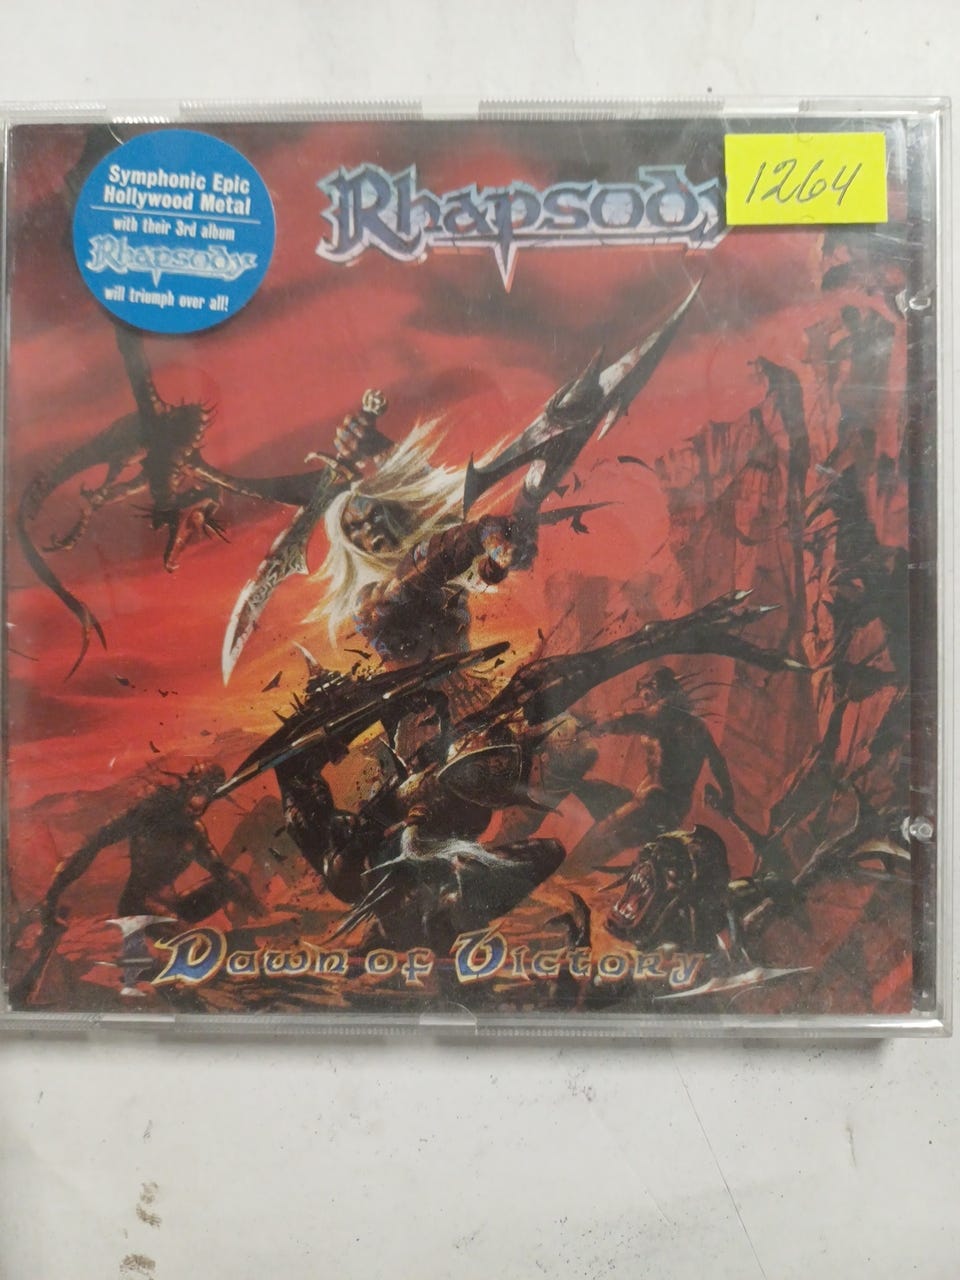 Symphonic Epic
Hollywood Metal
with their 3rd album
Rhapsody
will triumph over all!
Rhapsody
1264
Dawn of Victory